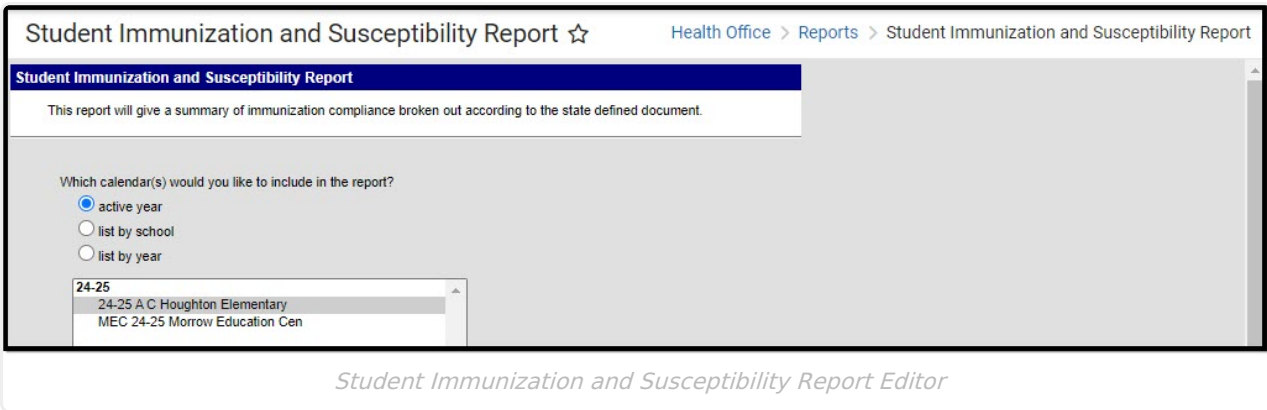 Student Immunization and Susceptibility Report ☆
Health Office > Reports > Student Immunization and Susceptibility Report
Student Immunization and Susceptibility Report
This report will give a summary of immunization compliance broken out according to the state defined document.
Which calendar(s) would you like to include in the report?
active year
list by school
list by year
24-25
24-25 A C Houghton Elementary
MEC 24-25 Morrow Education Cen
Student Immunization and Susceptibility Report Editor